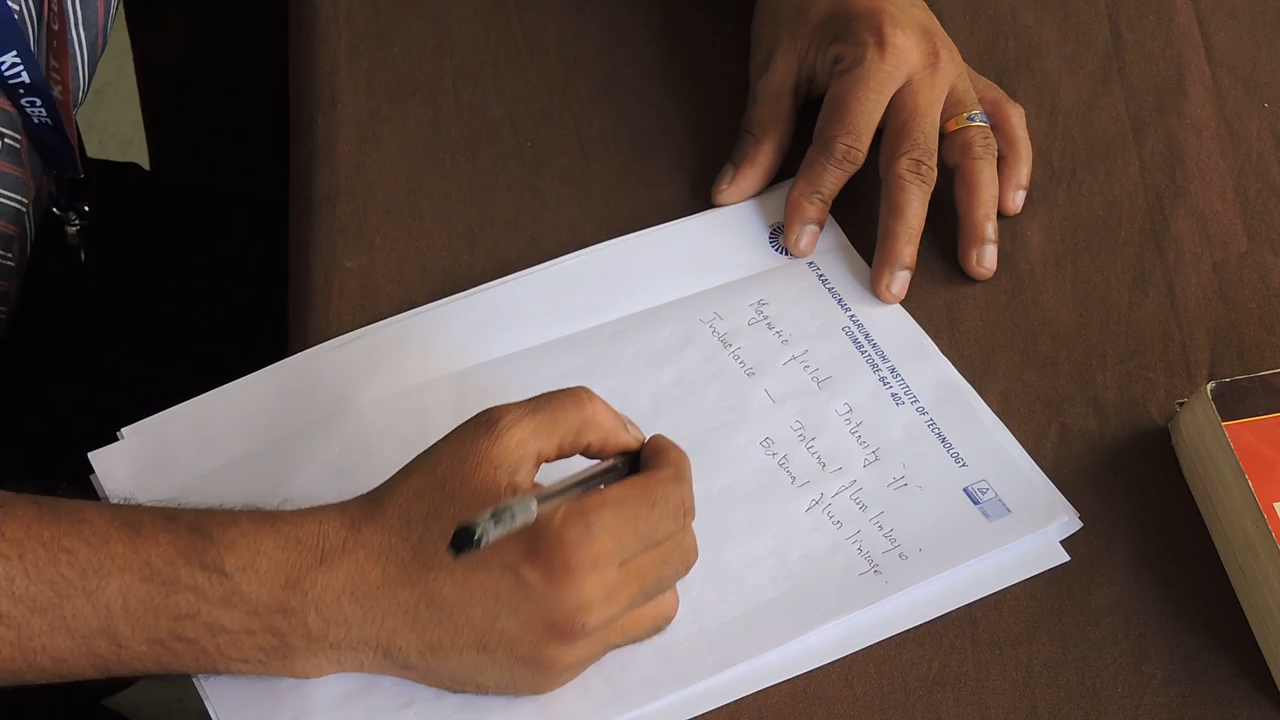 KIT-KALAIGNAR KARUNANIDHI INSTITUTE OF TECHNOLOGY
COIMBATORE-641 402
Magnetic field Intensity "H"
Inductance - Internal flux linkage.
External flux linkage.
KIT - CBE
KIT - C